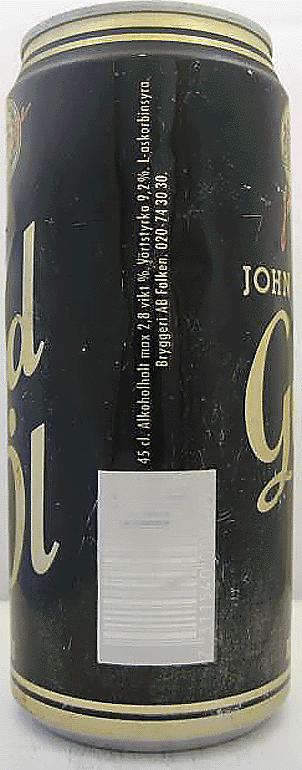 45 cl. Alkoholhalt max 2,8 vikt %. Vörtstyrka 9,2%. L-askorbinsyra.
Bryggeri AB Falken. 020-74 30 30.
d
öl
JOHN
G